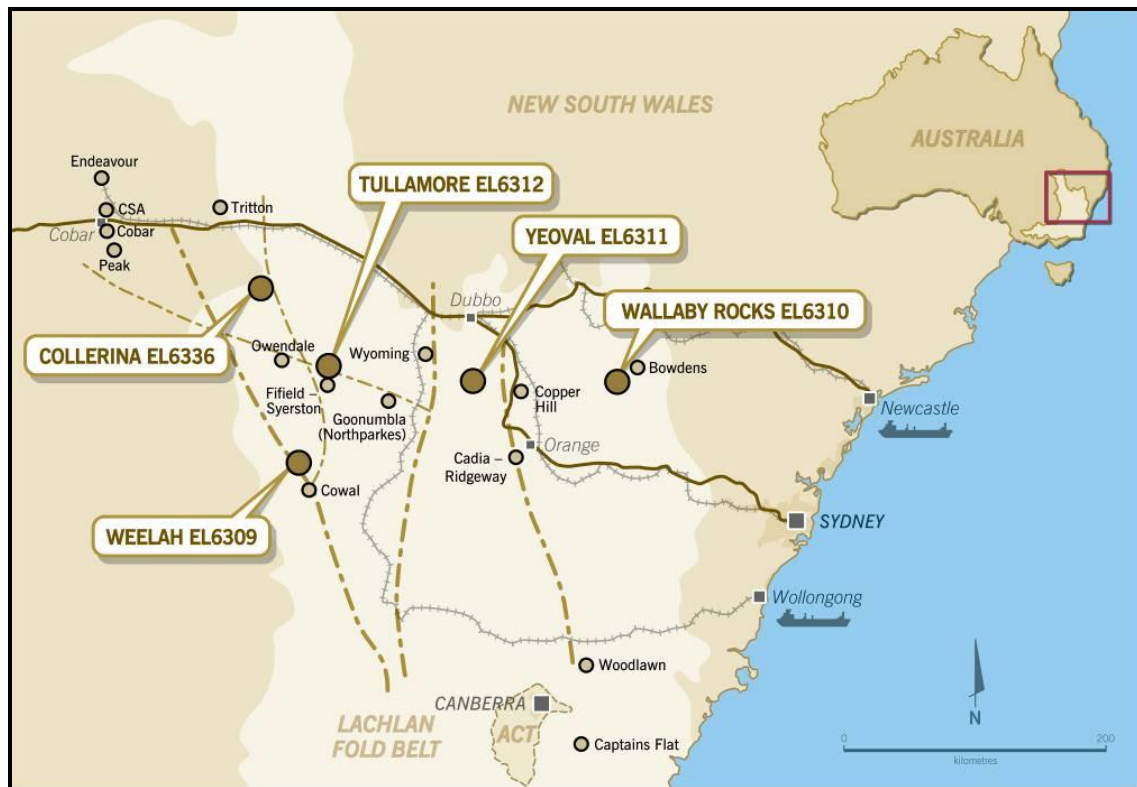 NEW SOUTH WALES
AUSTRALIA
Endeavour
TULLAMORE EL6312
CSA
Tritton
Cobar
Cobar
YEOVAL EL6311
Peak
Dubbo
WALLABY ROCKS EL6310
COLLERINA EL6336
Owendale
Wyoming
Bowdens
Fifield –
Syerston
Copper
Hill
Goonumbla
(Northparkes)
Newcastle
Orange
Cadia –
Ridgeway
Cowal
WEELAH EL6309
SYDNEY
Wollongong
Woodlawn
CANBERRA
LACHLAN
FOLD BELT
ACT
Captains Flat
N
0
200
kilometres